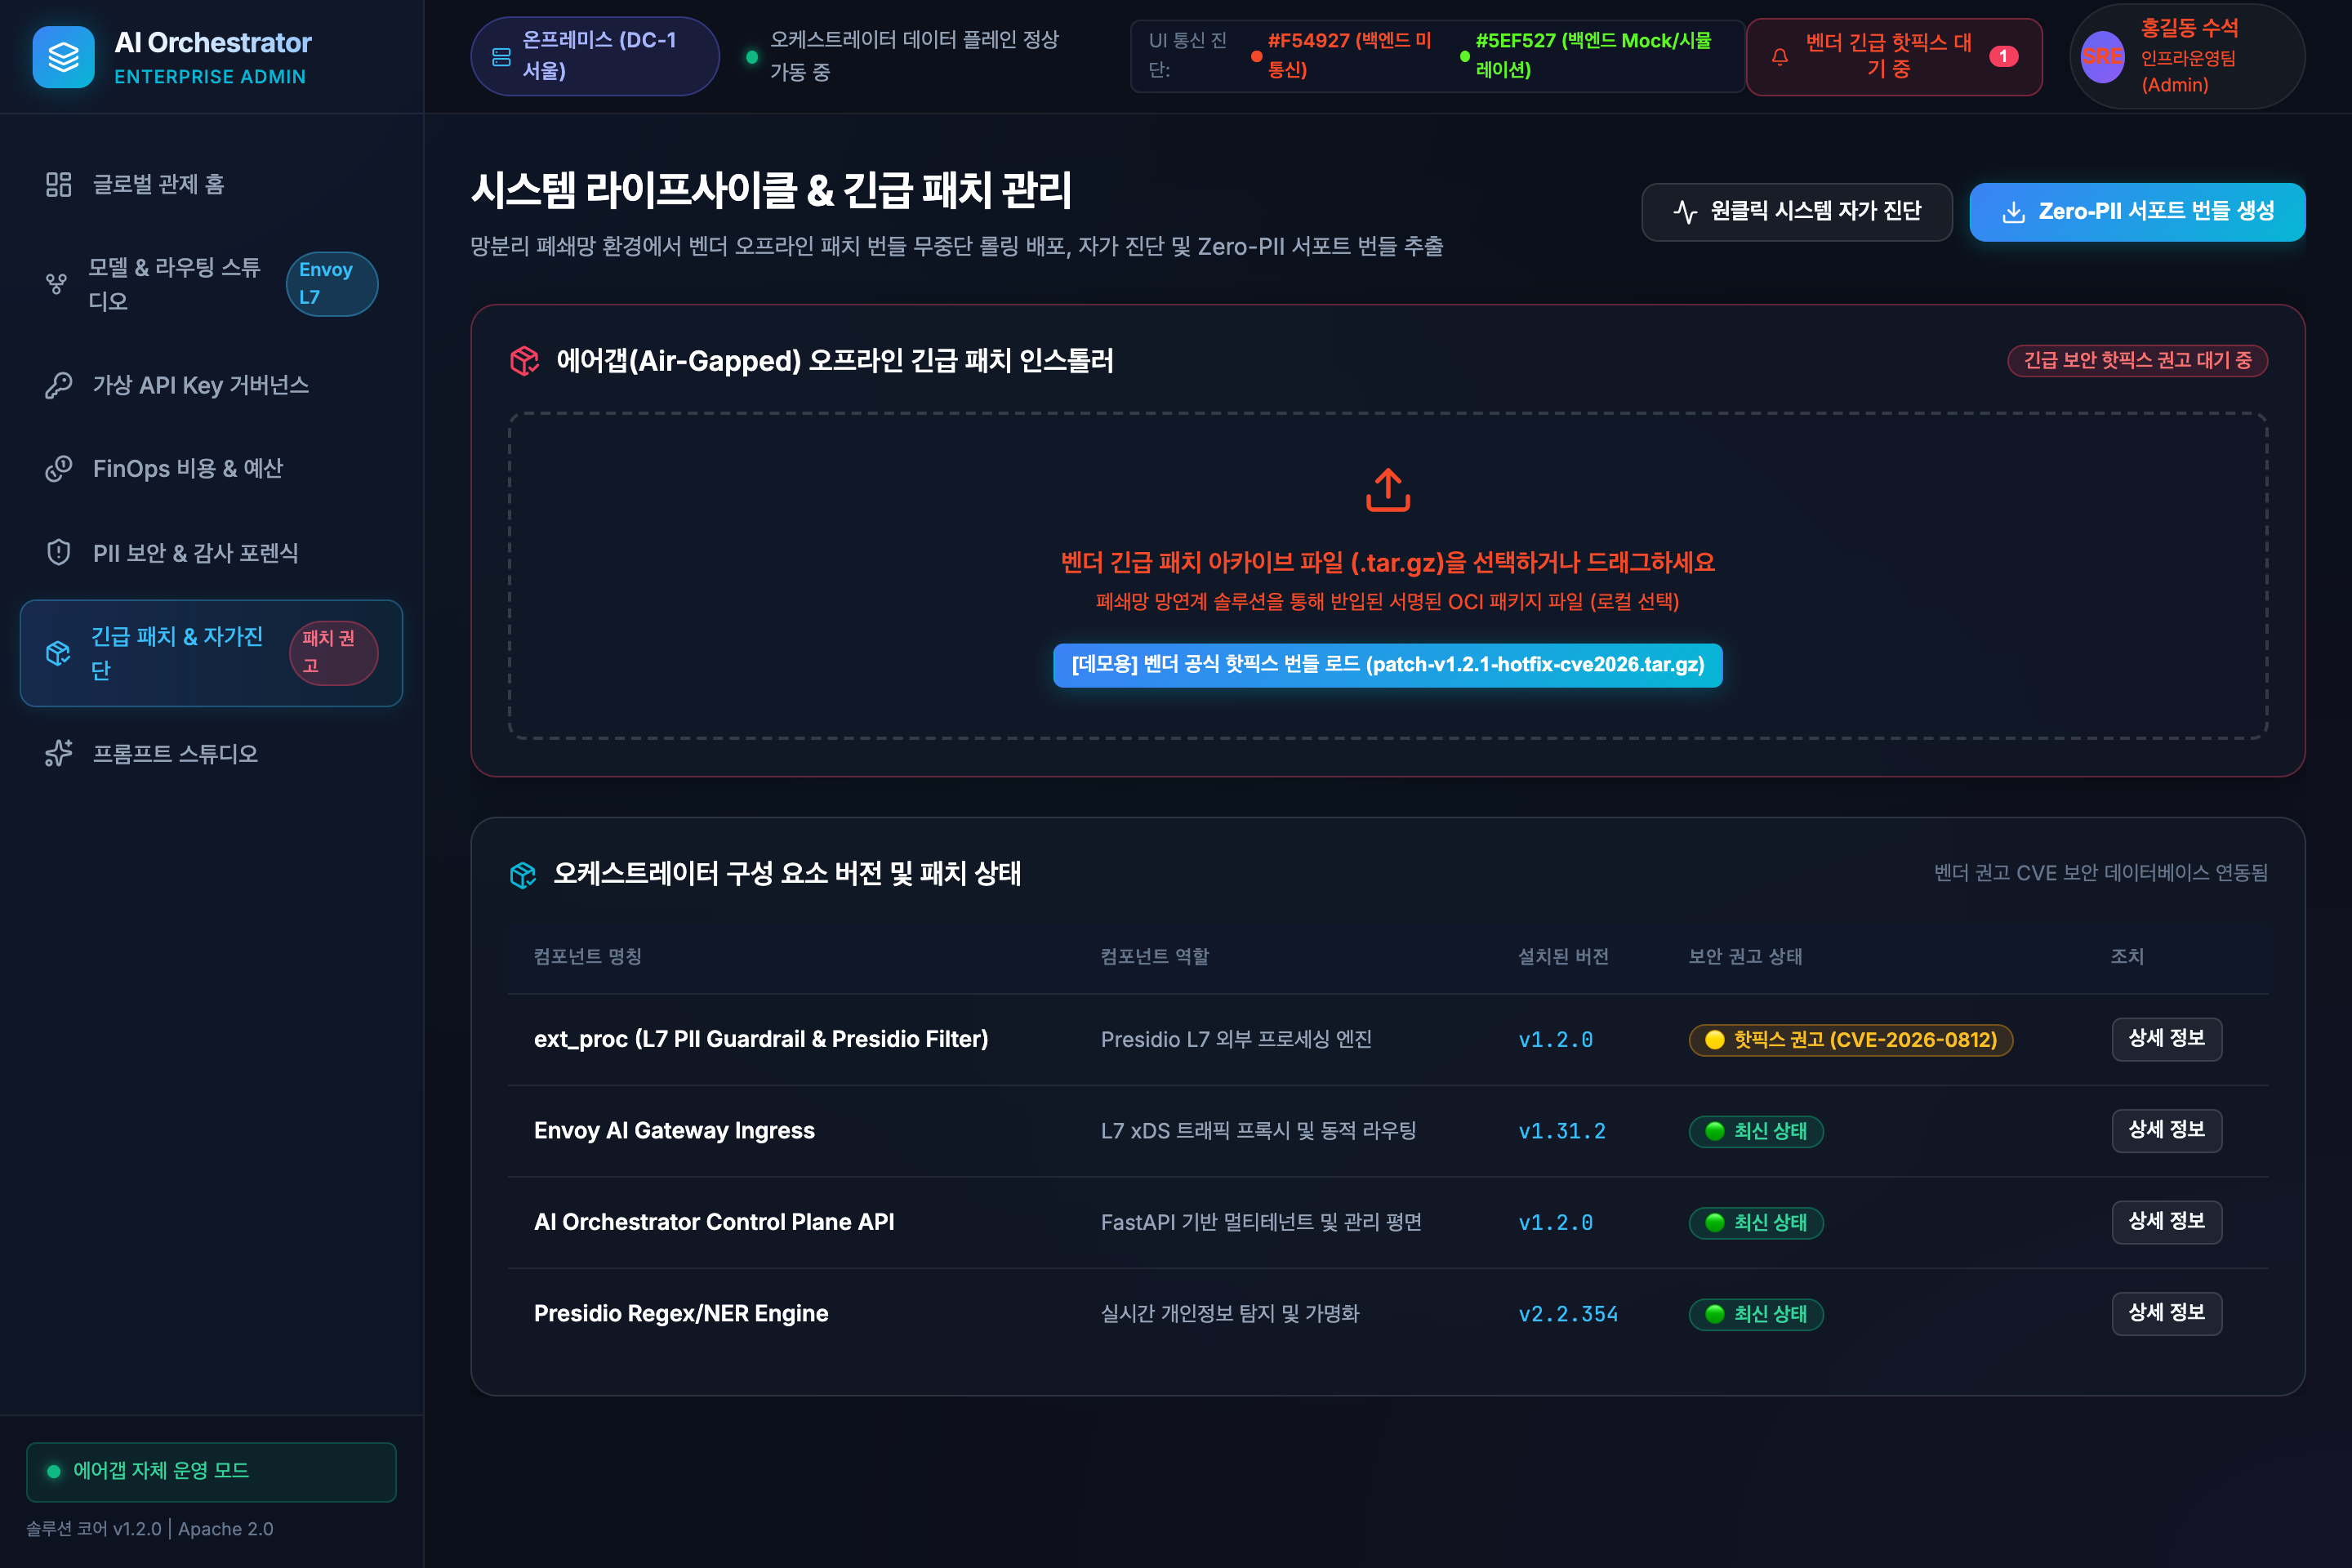 AI Orchestrator
ENTERPRISE ADMIN
온프레미스 (DC-1
서울)
오케스트레이터 데이터 플레인 정상
가동 중
UI 통신 진
단:
#F54927 (백엔드 미
통신)
#5EF527 (백엔드 Mock/시뮬
레이션)
벤더 긴급 핫픽스 대
기 중
1
SRE
홍길동 수석
인프라운영팀
(Admin)
글로벌 관제 홈
모델 & 라우팅 스튜
디오
Envoy
L7
가상 API Key 거버넌스
FinOps 비용 & 예산
PII 보안 & 감사 포렌식
긴급 패치 & 자가진
단
패치 권
고
프롬프트 스튜디오
에어갭 자체 운영 모드
솔루션 코어 v1.2.0 | Apache 2.0
시스템 라이프사이클 & 긴급 패치 관리
망분리 폐쇄망 환경에서 벤더 오프라인 패치 번들 무중단 롤링 배포, 자가 진단 및 Zero-PII 서포트 번들 추출
원클릭 시스템 자가 진단
Zero-PII 서포트 번들 생성
에어갭(Air-Gapped) 오프라인 긴급 패치 인스톨러
긴급 보안 핫픽스 권고 대기 중
벤더 긴급 패치 아카이브 파일 (.tar.gz)을 선택하거나 드래그하세요
폐쇄망 망연계 솔루션을 통해 반입된 서명된 OCI 패키지 파일 (로컬 선택)
[데모용] 벤더 공식 핫픽스 번들 로드 (patch-v1.2.1-hotfix-cve2026.tar.gz)
오케스트레이터 구성 요소 버전 및 패치 상태
벤더 권고 CVE 보안 데이터베이스 연동됨
컴포넌트 명칭 컴포넌트 역할 설치된 버전 보안 권고 상태 조치
ext_proc (L7 PII Guardrail & Presidio Filter) Presidio L7 외부 프로세싱 엔진 v1.2.0 핫픽스 권고 (CVE-2026-0812) 상세 정보
Envoy AI Gateway Ingress L7 xDS 트래픽 프록시 및 동적 라우팅 v1.31.2 최신 상태 상세 정보
AI Orchestrator Control Plane API FastAPI 기반 멀티테넌트 및 관리 평면 v1.2.0 최신 상태 상세 정보
Presidio Regex/NER Engine 실시간 개인정보 탐지 및 가명화 v2.2.354 최신 상태 상세 정보